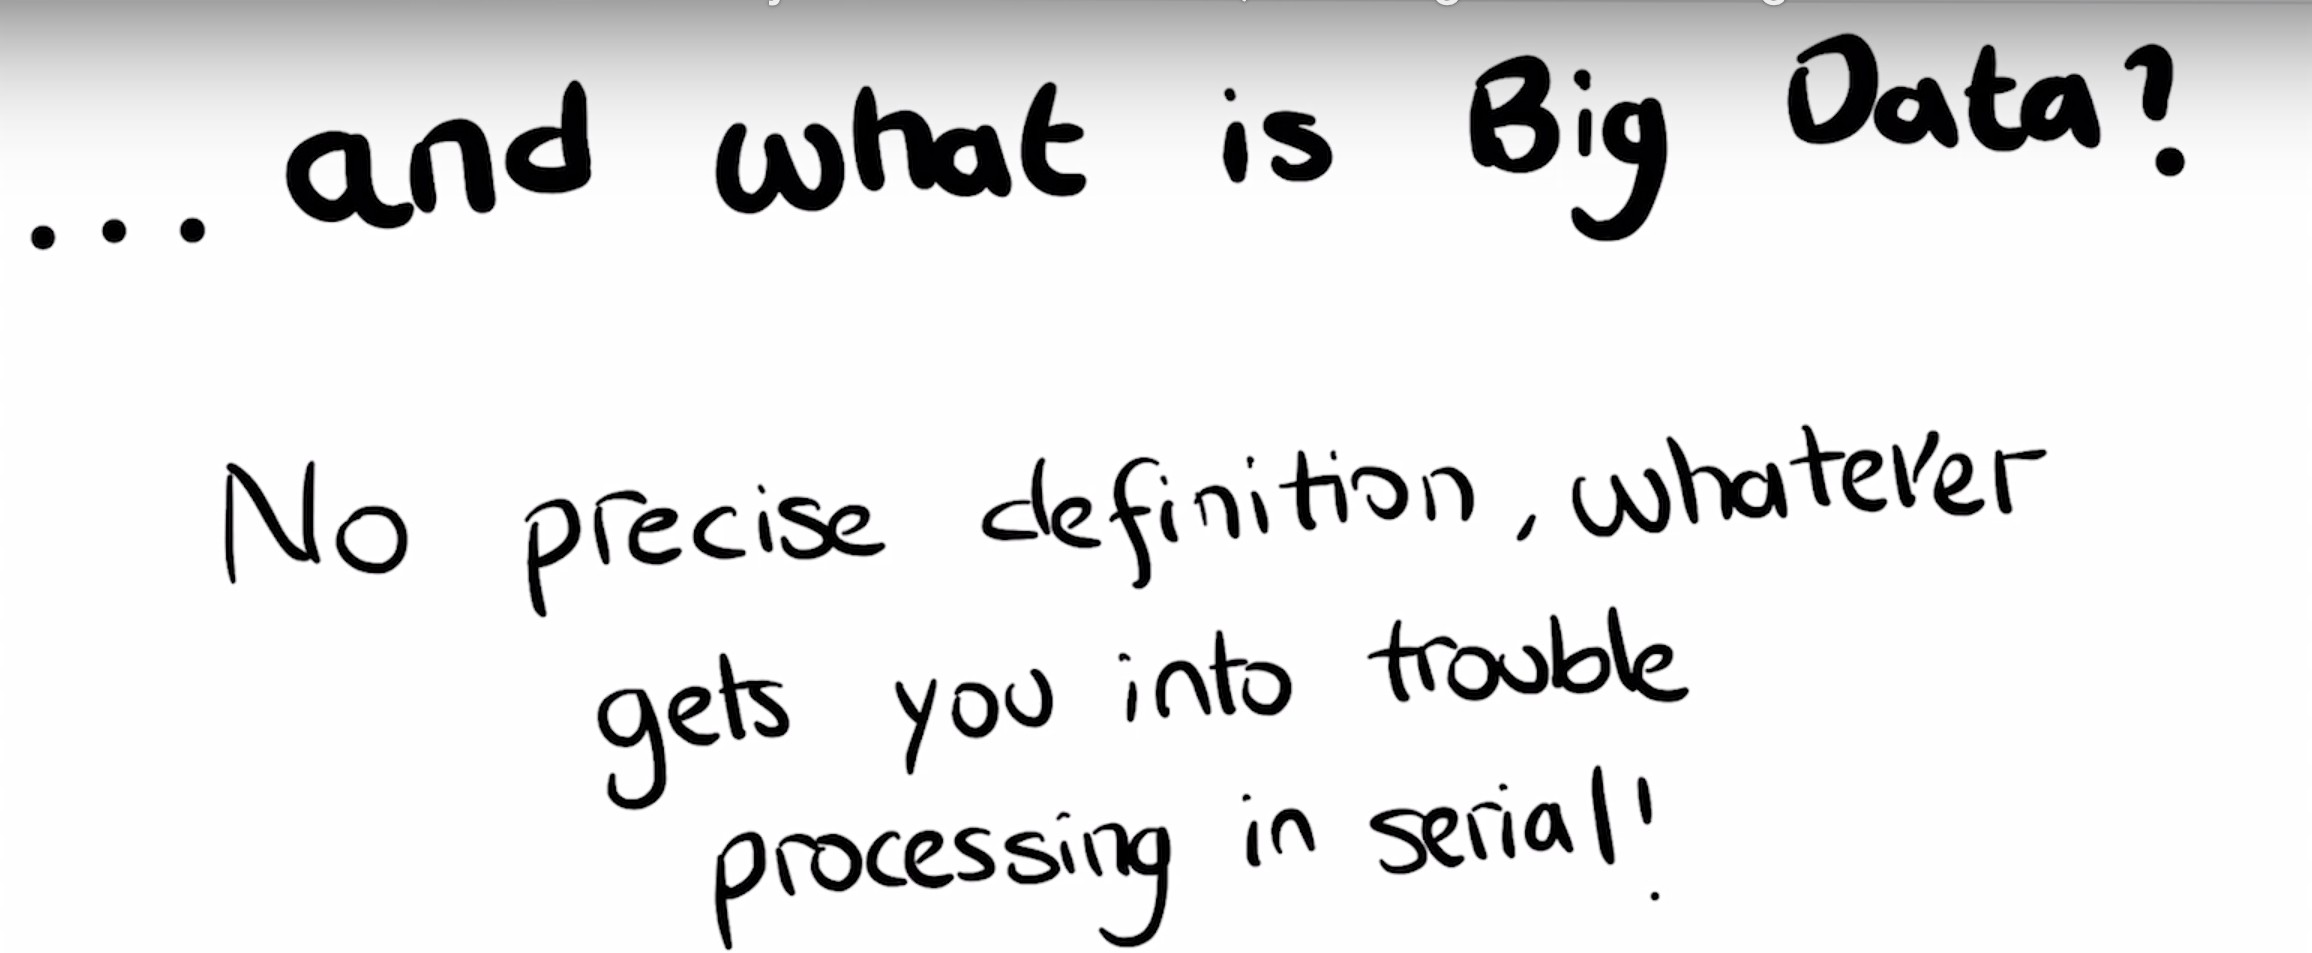 ... and what is Big Data?
No precise definition, whatever
gets you into trouble
processing in serial!